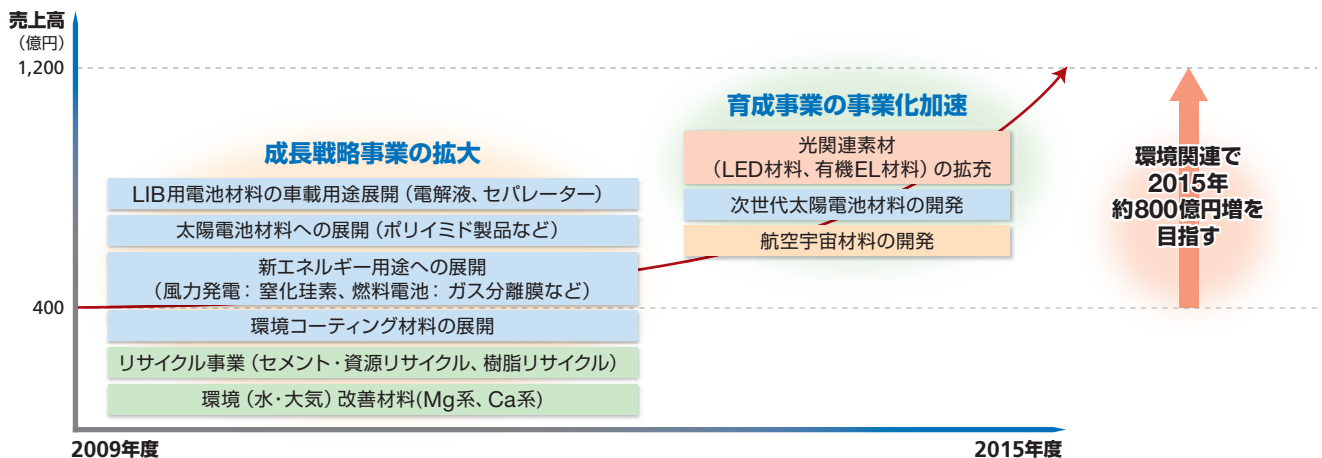 売上高
（億円）
1,200
400
成長戦略事業の拡大
LIB用電池材料の車載用途展開（電解液、セパレーター）
太陽電池材料への展開（ポリイミド製品など）
新エネルギー用途への展開
（風力発電：窒化珪素、燃料電池：ガス分離膜など）
環境コーティング材料の展開
リサイクル事業（セメント・資源リサイクル、樹脂リサイクル）
環境（水・大気）改善材料(Mg系、Ca系)
育成事業の事業化加速
光関連素材
（LED材料、有機EL材料）の拡充
次世代太陽電池材料の開発
航空宇宙材料の開発
環境関連で
2015年
約800億円増を
目指す
2009年度
2015年度